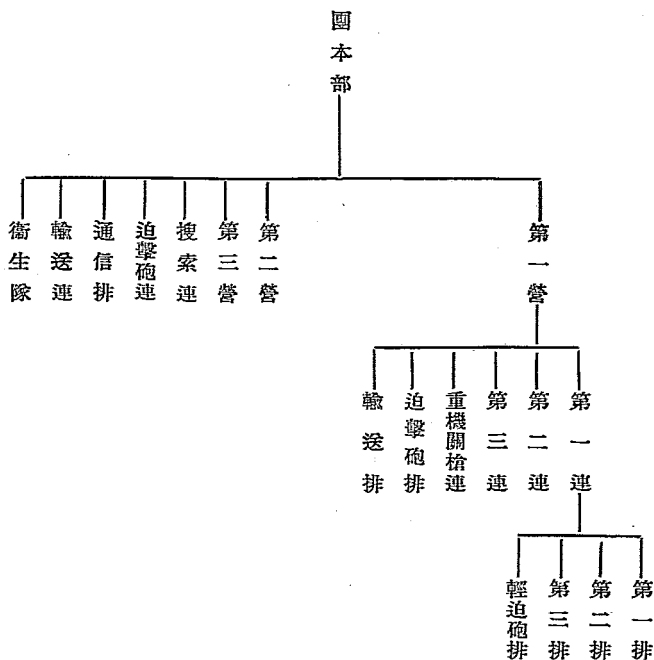 團本部
第一營
第二營
第三營
搜索連
迫擊砲連
通信排
輸送連
衞生隊
第一連
第二連
第三連
重機關槍連
迫擊砲排
輸送排
第一排
第二排
第三排
輕迫砲排